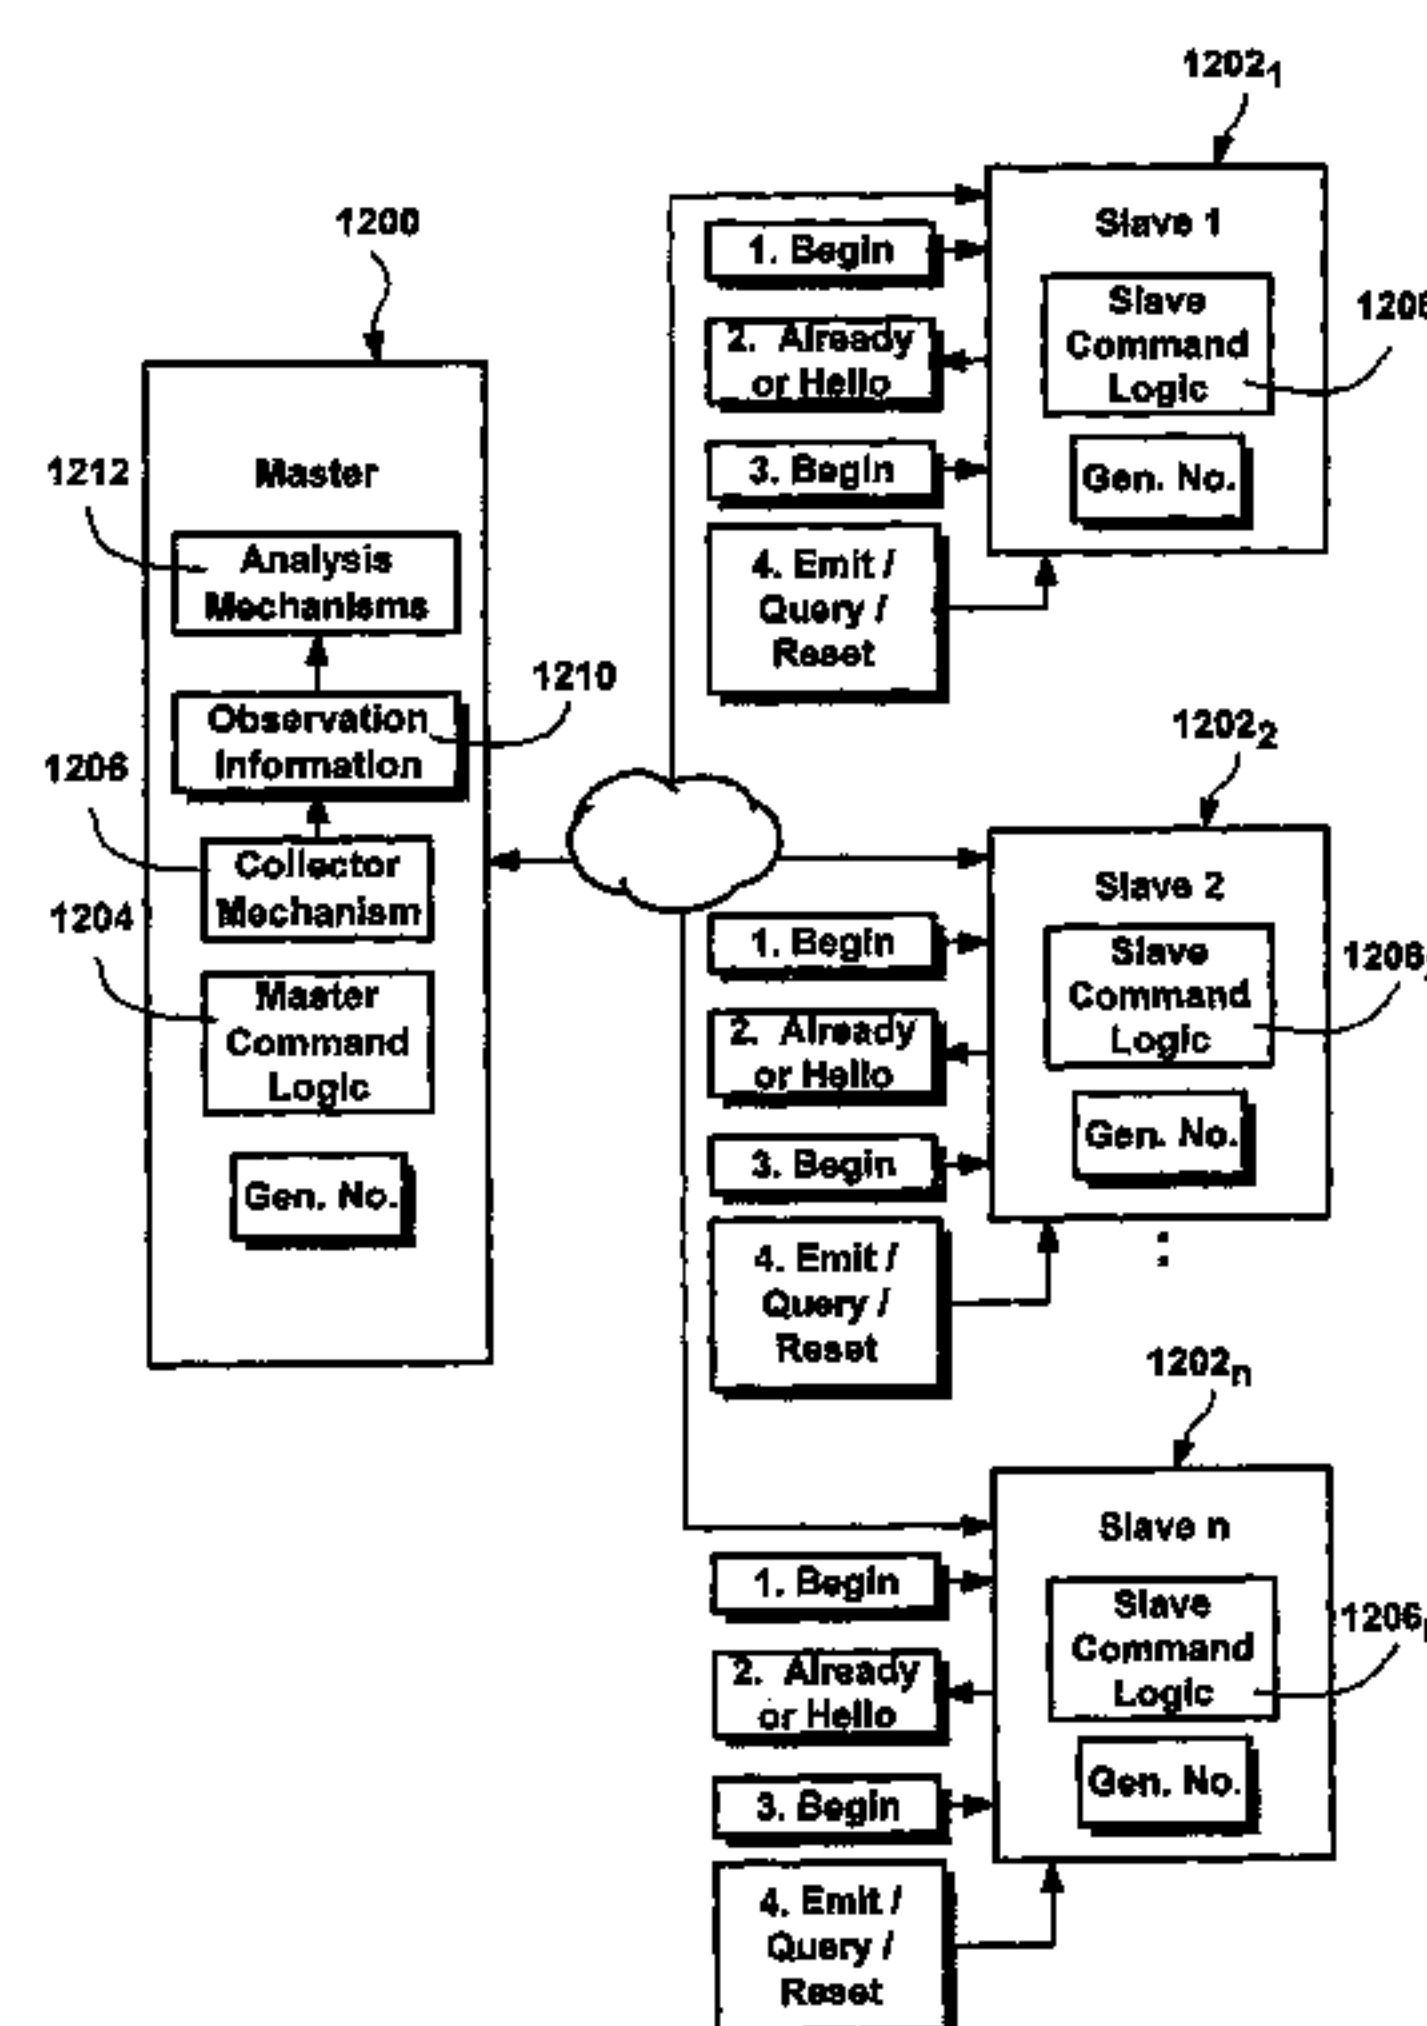 1200
Master
1212
Analysis
Mechanisms
1210
Observation
Information
1206
Collector
Mechanism
1204
Master
Command
Logic
Gen. No.
1202₁
Slave 1
1. Begin
Slave
Command
Logic
2. Already
or Hello
3. Begin
Gen. No.
4. Emit /
Query /
Reset
1202₂
Slave 2
1. Begin
Slave
Command
Logic
1206
2. Already
or Hello
3. Begin
Gen. No.
4. Emit /
Query /
Reset
1202ₙ
Slave n
1. Begin
Slave
Command
Logic
1206
2. Already
or Hello
3. Begin
Gen. No.
4. Emit /
Query /
Reset